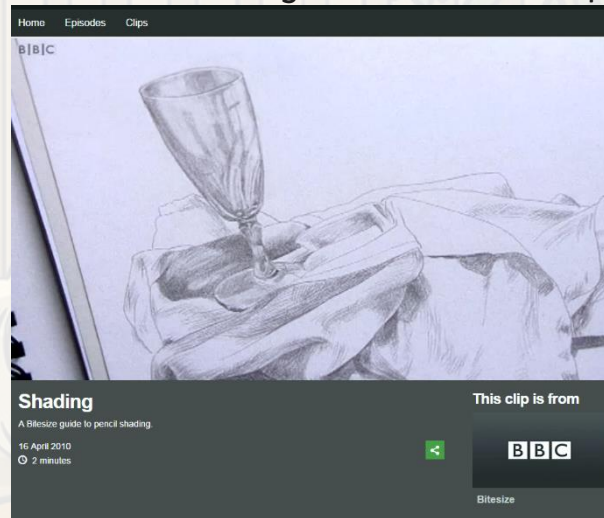 Home Episodes Clips
BBC
Shading
A Bitesize guide to pencil shading.
16 April 2010
2 minutes
This clip is from
BBC
Bitesize